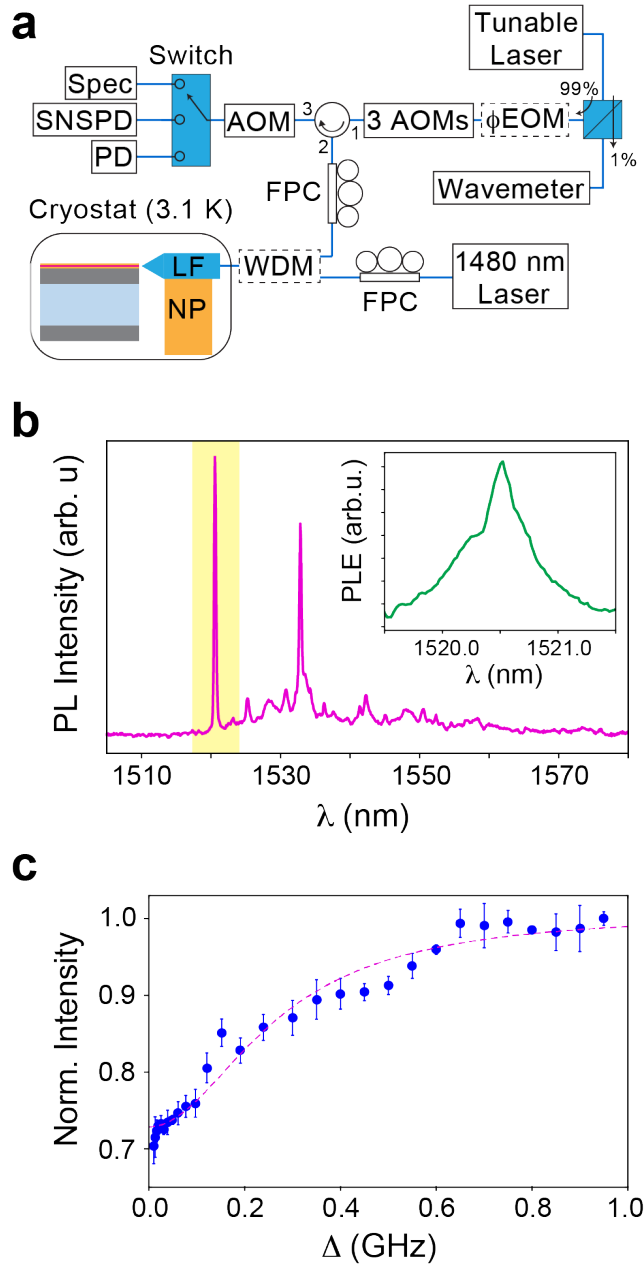 a
Switch
Tunable
Laser
Spec
SNSPD
PD
AOM
3
1
2
3 AOMs
ϕEOM
99%
1%
Wavemeter
FPC
Cryostat (3.1 K)
LF
NP
WDM
FPC
1480 nm
Laser
b
PL Intensity (arb. u)
PLE (arb.u.)
1520.0 1521.0
λ (nm)
1510 1530 1550 1570
λ (nm)
c
Norm. Intensity
1.0
0.9
0.8
0.7
0.0 0.2 0.4 0.6 0.8 1.0
Δ (GHz)